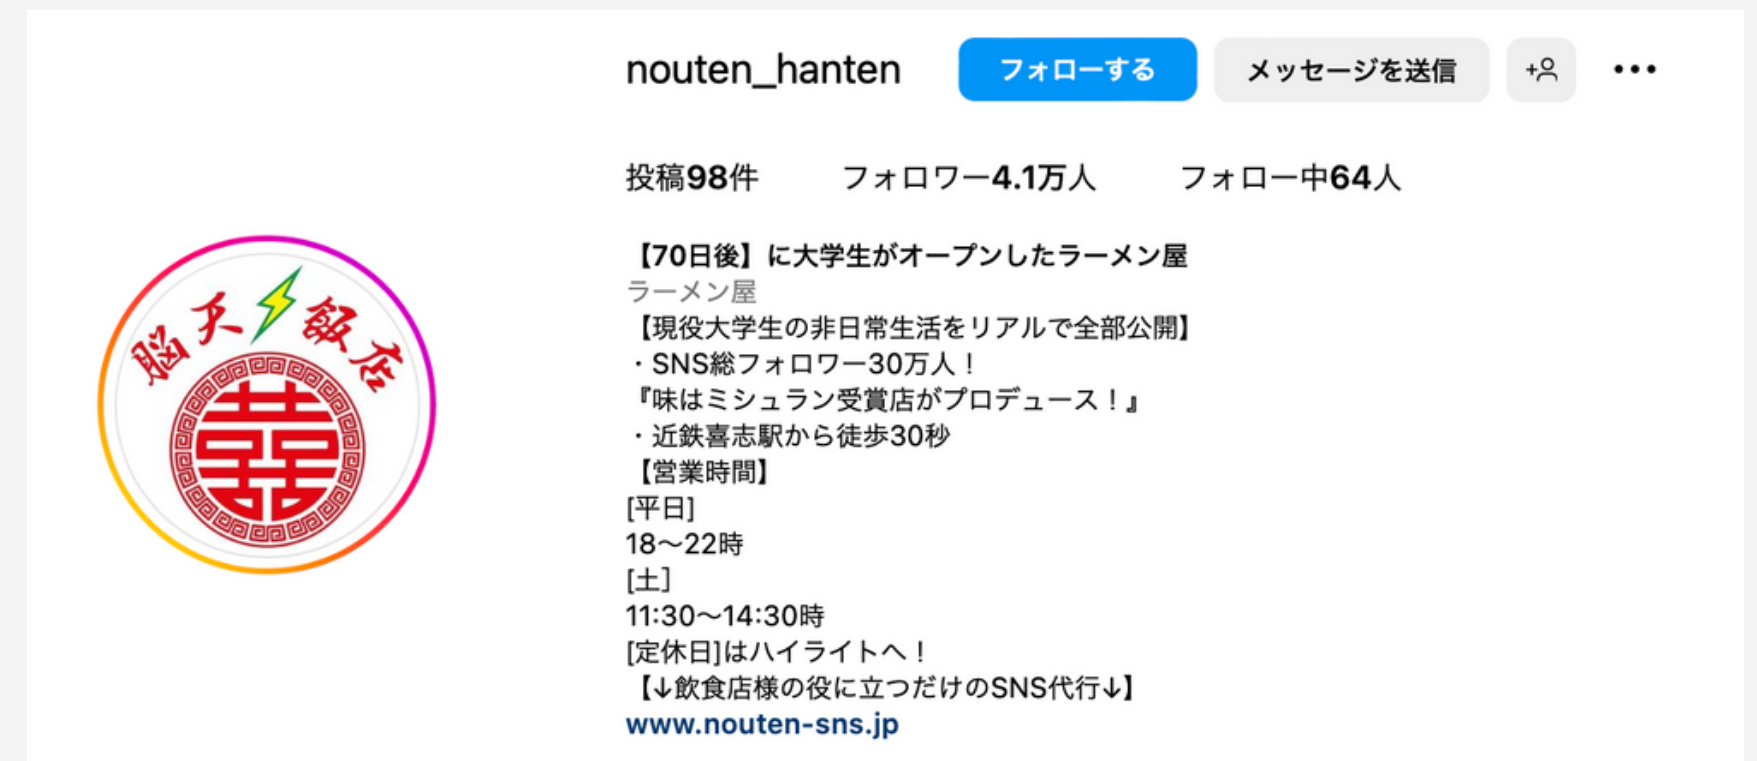 nouten_hanten フォローする メッセージを送信
投稿98件 フォロワー4.1万人 フォロー中64人
【70日後】に大学生がオープンしたラーメン屋
ラーメン屋
【現役大学生の非日常生活をリアルで全部公開】
・SNS総フォロワー30万人！
『味はミシュラン受賞店がプロデュース！』
・近鉄喜志駅から徒歩30秒
【営業時間】
[平日]
18〜22時
[土]
11:30〜14:30時
[定休日]はハイライトへ！
【↓飲食店様の役に立つだけのSNS代行↓】
www.nouten-sns.jp
脳天飯店
囍